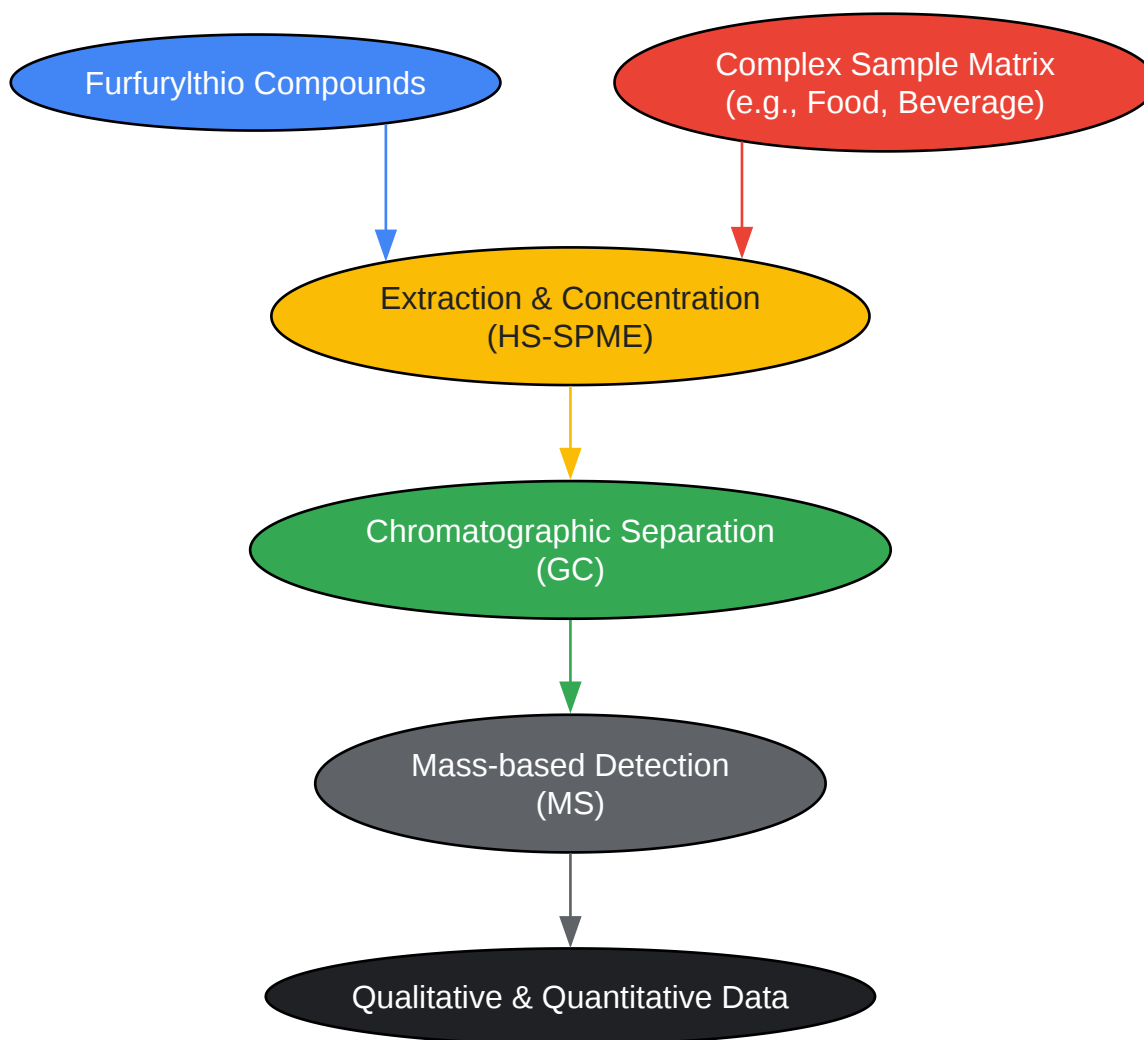 Furfurylthio Compounds
Complex Sample Matrix
(e.g., Food, Beverage)
Extraction & Concentration
(HS-SPME)
Chromatographic Separation
(GC)
Mass-based Detection
(MS)
Qualitative & Quantitative Data